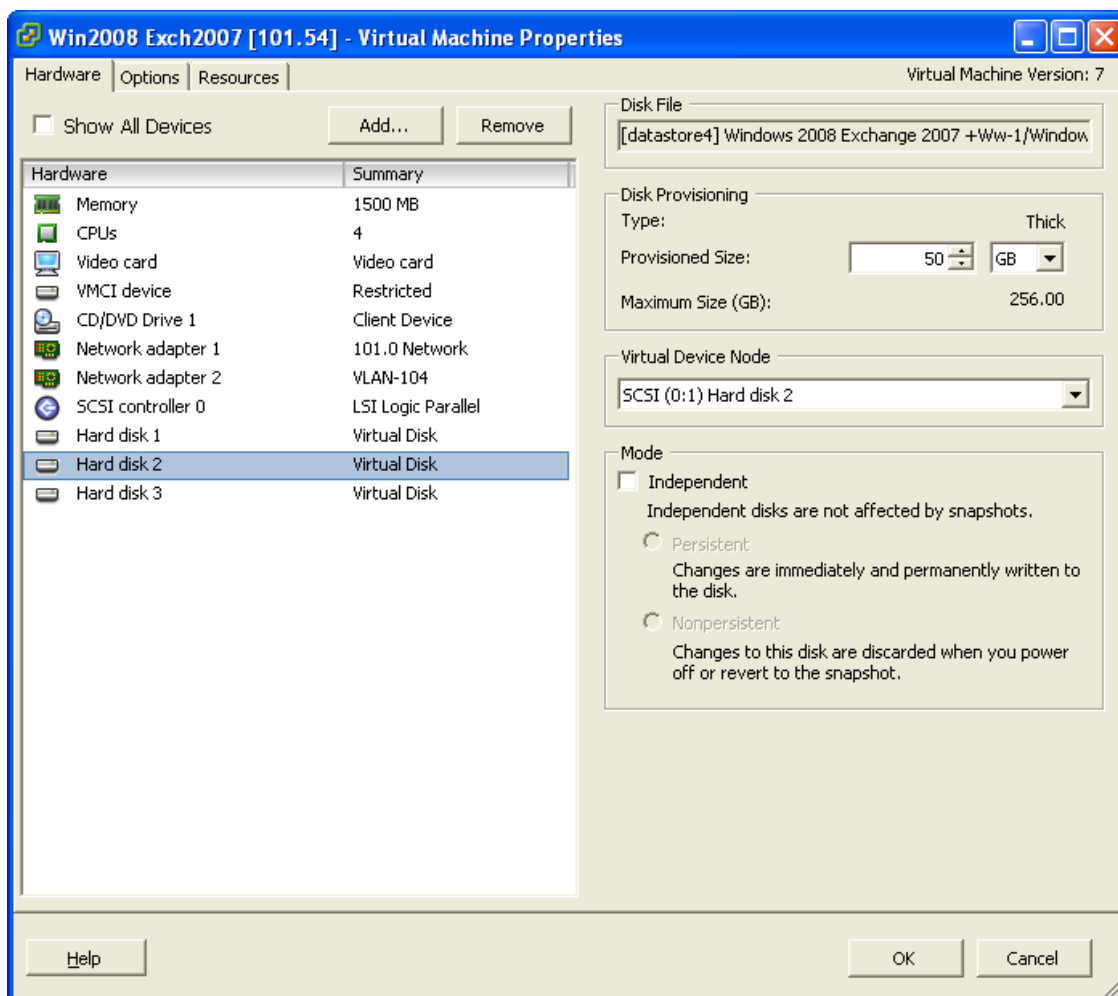 Win2008 Exch2007 [101.54] - Virtual Machine Properties
Hardware Options Resources Virtual Machine Version: 7
Show All Devices Add... Remove
Hardware Summary
Memory 1500 MB
CPUs 4
Video card Video card
VMCI device Restricted
CD/DVD Drive 1 Client Device
Network adapter 1 101.0 Network
Network adapter 2 VLAN-104
SCSI controller 0 LSI Logic Parallel
Hard disk 1 Virtual Disk
Hard disk 2 Virtual Disk
Hard disk 3 Virtual Disk
Disk File
[datastore4] Windows 2008 Exchange 2007 +Ww-1/Window
Disk Provisioning
Type: Thick
Provisioned Size: 50 GB
Maximum Size (GB): 256.00
Virtual Device Node
SCSI (0:1) Hard disk 2
Mode
Independent
Independent disks are not affected by snapshots.
Persistent
Changes are immediately and permanently written to
the disk.
Nonpersistent
Changes to this disk are discarded when you power
off or revert to the snapshot.
Help OK Cancel